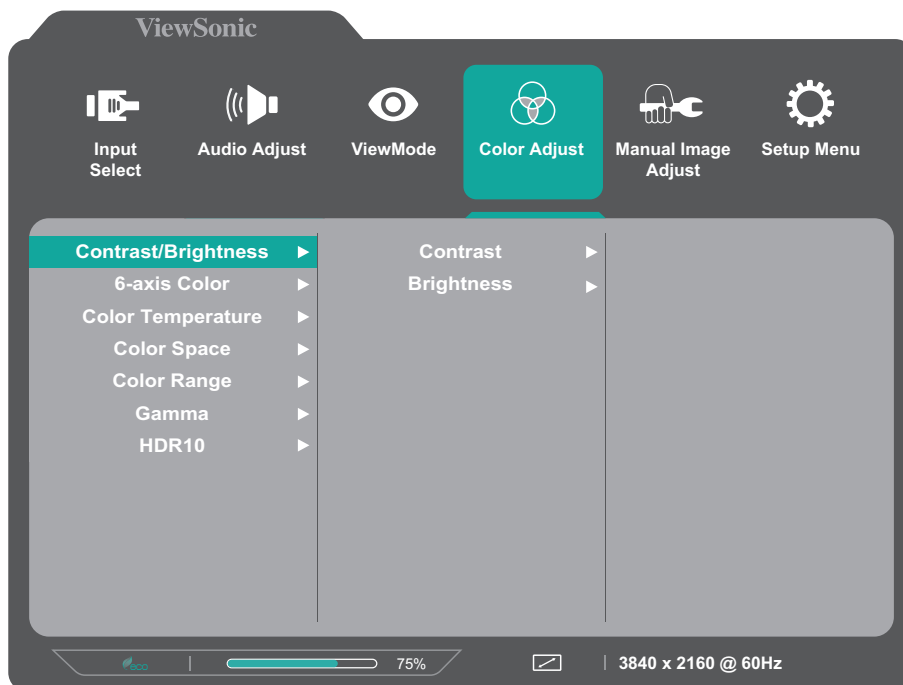 ViewSonic
Input
Select
Audio Adjust
ViewMode
Color Adjust
Manual Image
Adjust
Setup Menu
Contrast/Brightness
6-axis Color
Color Temperature
Color Space
Color Range
Gamma
HDR10
Contrast
Brightness
eco
75%
3840 x 2160 @ 60Hz